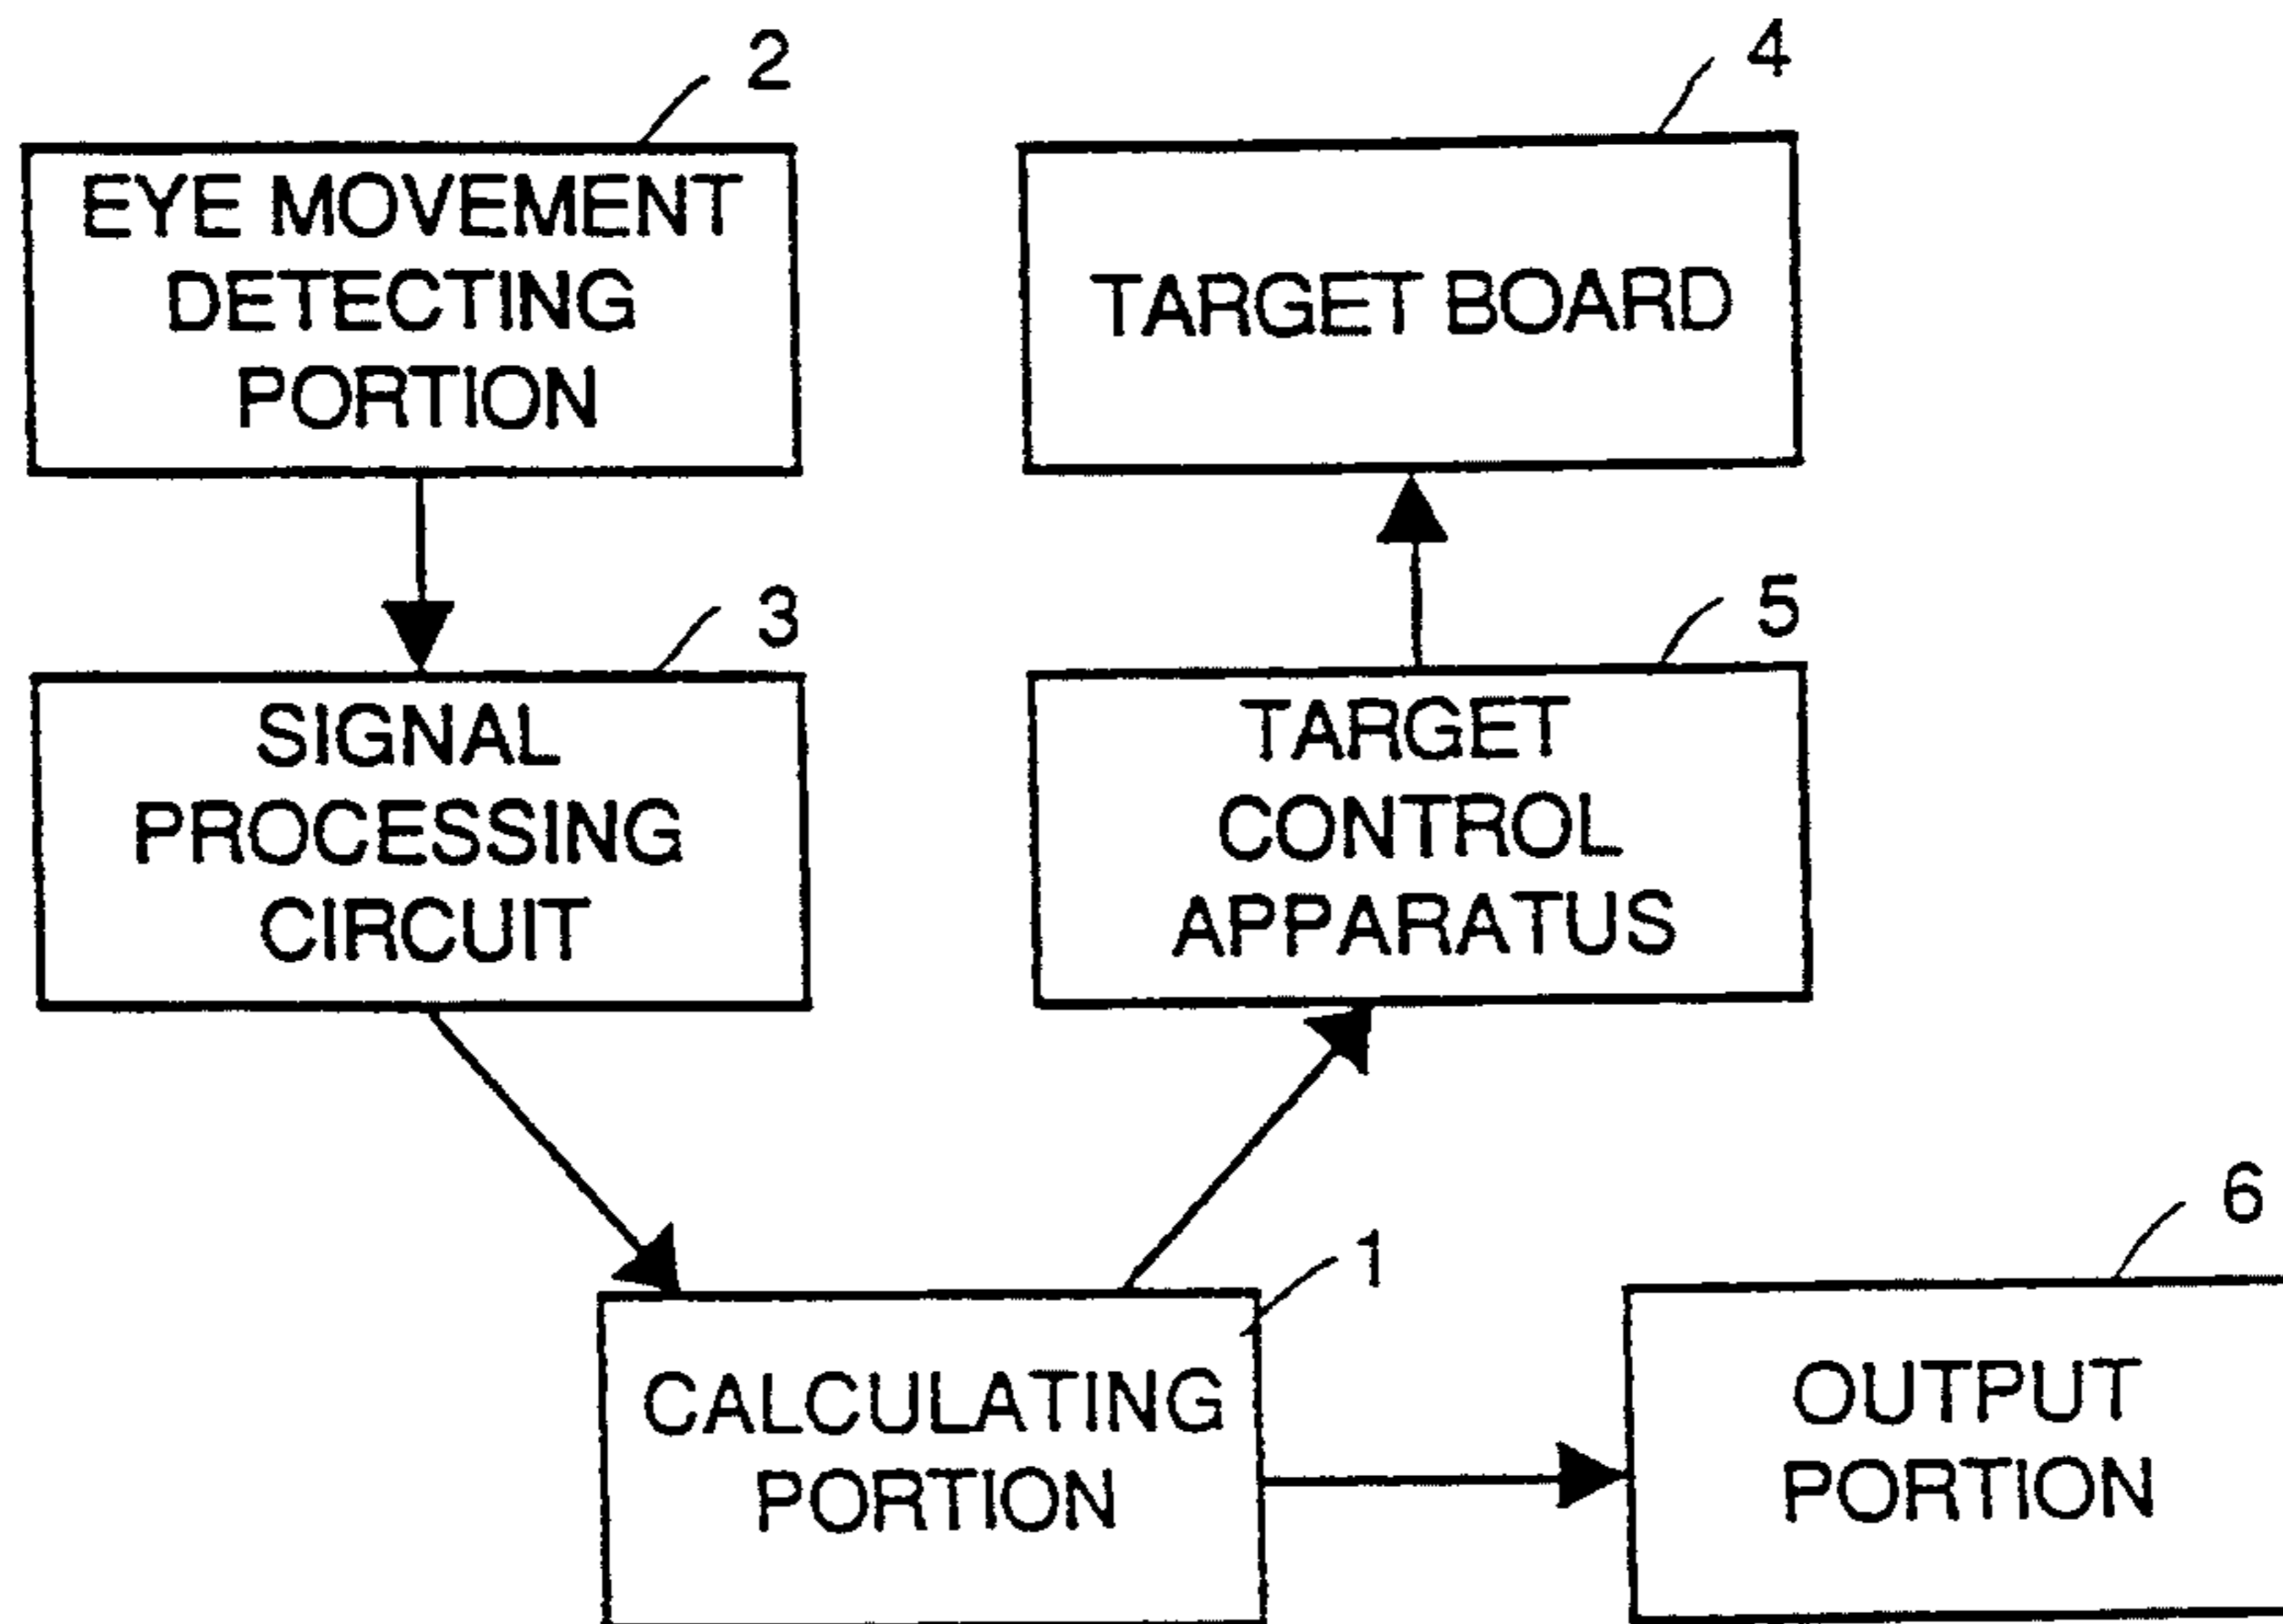 2
EYE MOVEMENT
DETECTING
PORTION
4
TARGET BOARD
3
SIGNAL
PROCESSING
CIRCUIT
5
TARGET
CONTROL
APPARATUS
1
CALCULATING
PORTION
6
OUTPUT
PORTION